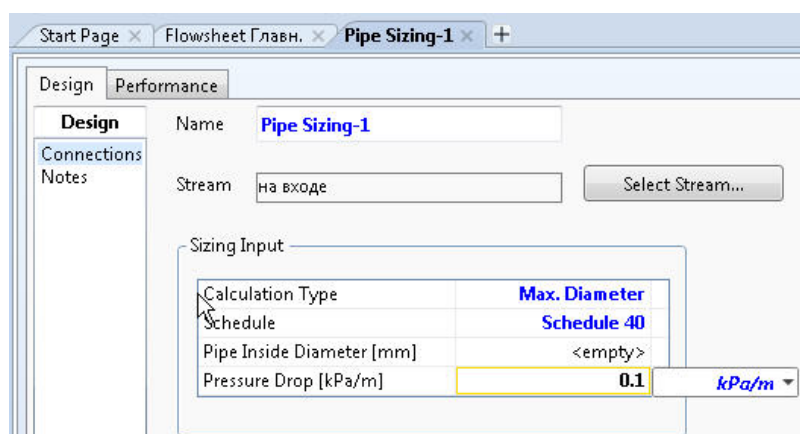 Start Page Flowsheet Главн. Pipe Sizing-1
Design Performance
Design
Connections
Notes
Name Pipe Sizing-1
Stream на входе Select Stream...
Sizing Input
Calculation Type Max. Diameter
Schedule Schedule 40
Pipe Inside Diameter [mm] <empty>
Pressure Drop [kPa/m] 0.1 kPa/m